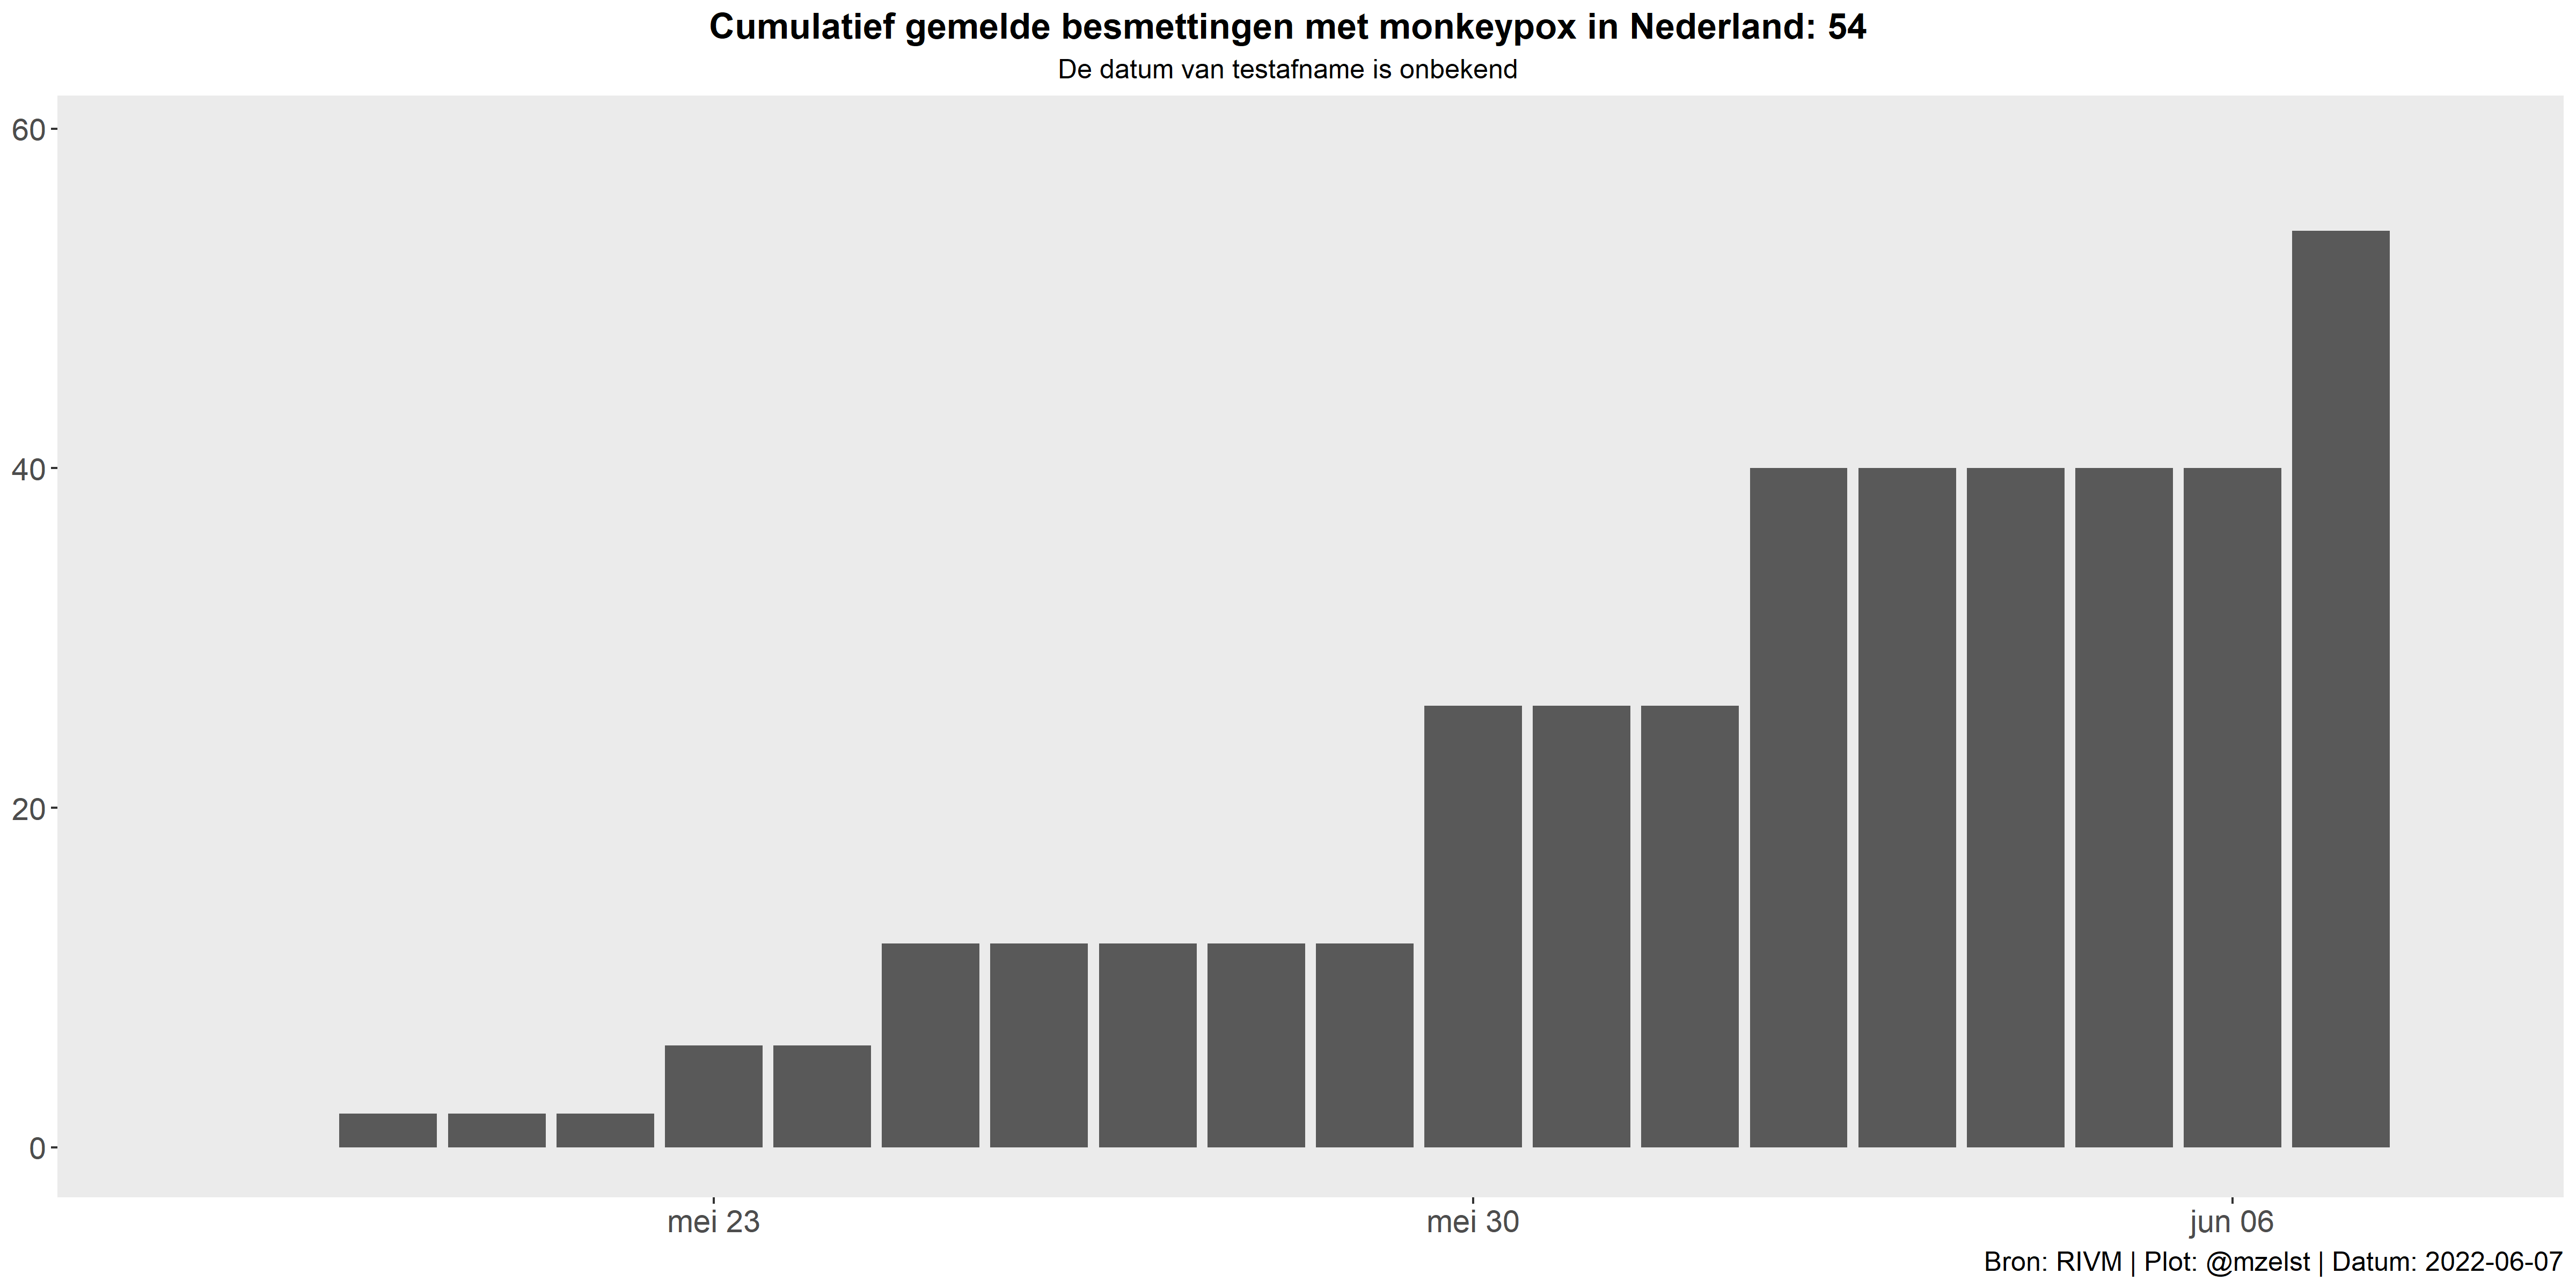 Cumulatief gemelde besmettingen met monkeypox in Nederland: 54
De datum van testafname is onbekend
60
40
20
0
mei 23
mei 30
jun 06
Bron: RIVM | Plot: @mzelst | Datum: 2022-06-07